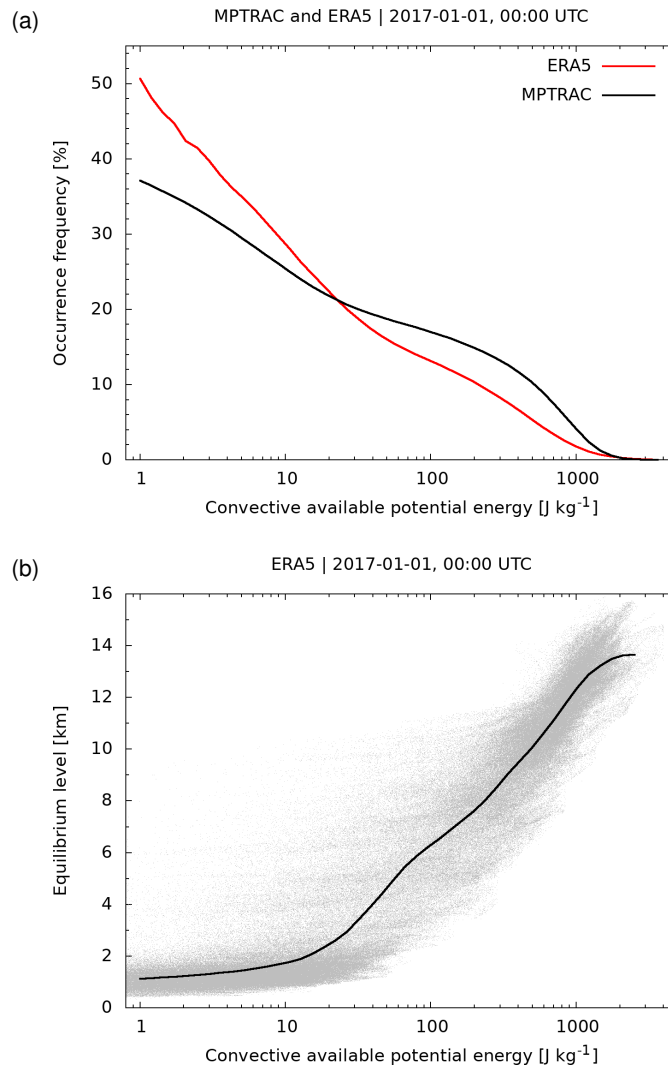 (a)
MPTRAC and ERA5 | 2017-01-01, 00:00 UTC
ERA5
MPTRAC
Occurrence frequency [%]
50
40
30
20
10
0
1 10 100 1000
Convective available potential energy [J kg-1]
(b)
ERA5 | 2017-01-01, 00:00 UTC
Equilibrium level [km]
16
14
12
10
8
6
4
2
0
1 10 100 1000
Convective available potential energy [J kg-1]